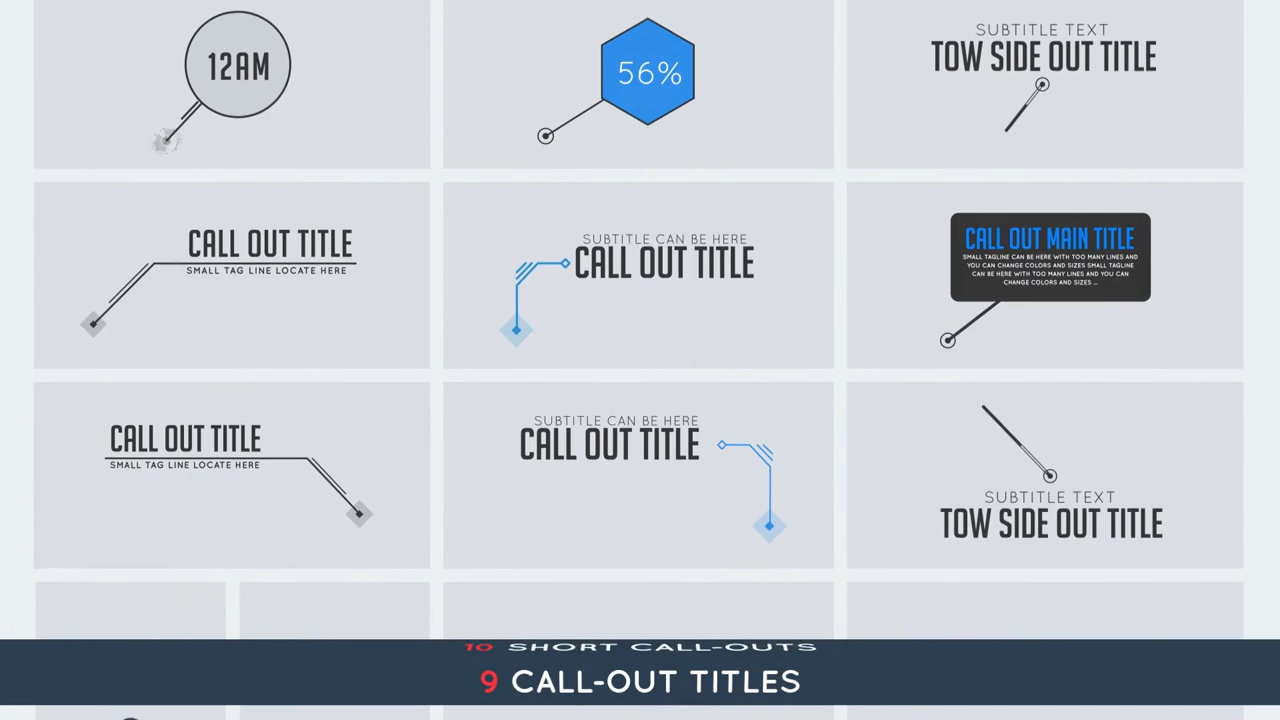 12AM
56%
SUBTITLE TEXT
TOW SIDE OUT TITLE
CALL OUT TITLE
SMALL TAG LINE LOCATE HERE
SUBTITLE CAN BE HERE
CALL OUT TITLE
CALL OUT MAIN TITLE
SMALL TAGLINE CAN BE HERE WITH TOO MANY LINES AND
YOU CAN CHANGE COLORS AND SIZES SMALL TAGLINE
CAN BE HERE WITH TOO MANY LINES AND YOU CAN
CHANGE COLORS AND SIZES ...
CALL OUT TITLE
SMALL TAG LINE LOCATE HERE
SUBTITLE CAN BE HERE
CALL OUT TITLE
SUBTITLE TEXT
TOW SIDE OUT TITLE
10 SHORT CALL-OUTS
9 CALL-OUT TITLES